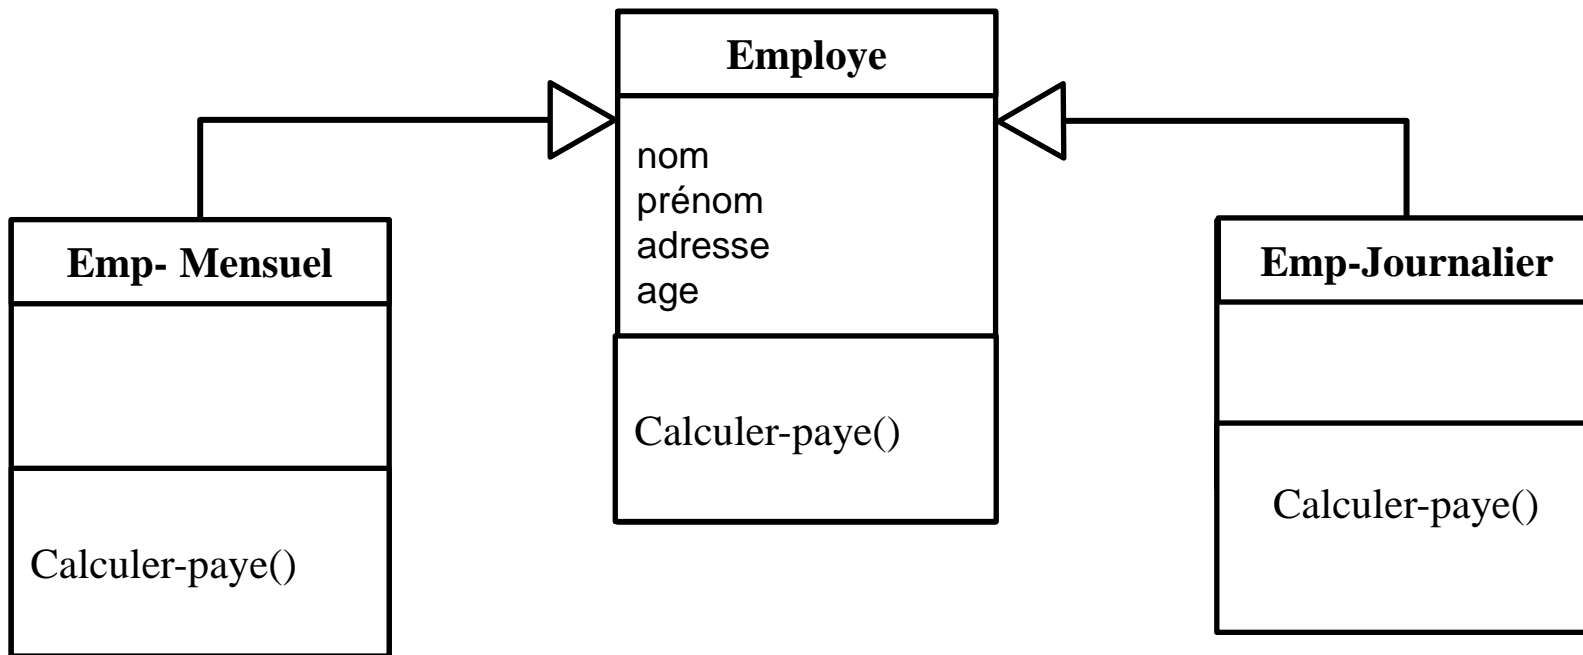 Employe
nom
prénom
adresse
age
Calculer-paye()
Emp- Mensuel
Calculer-paye()
Emp-Journalier
Calculer-paye()